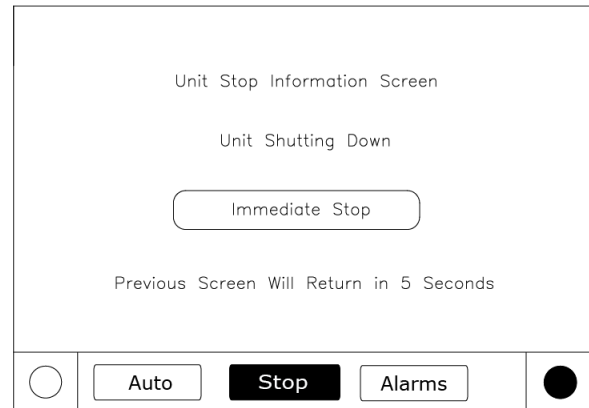 Unit Stop Information Screen
Unit Shutting Down
Immediate Stop
Previous Screen Will Return in 5 Seconds
Auto Stop Alarms